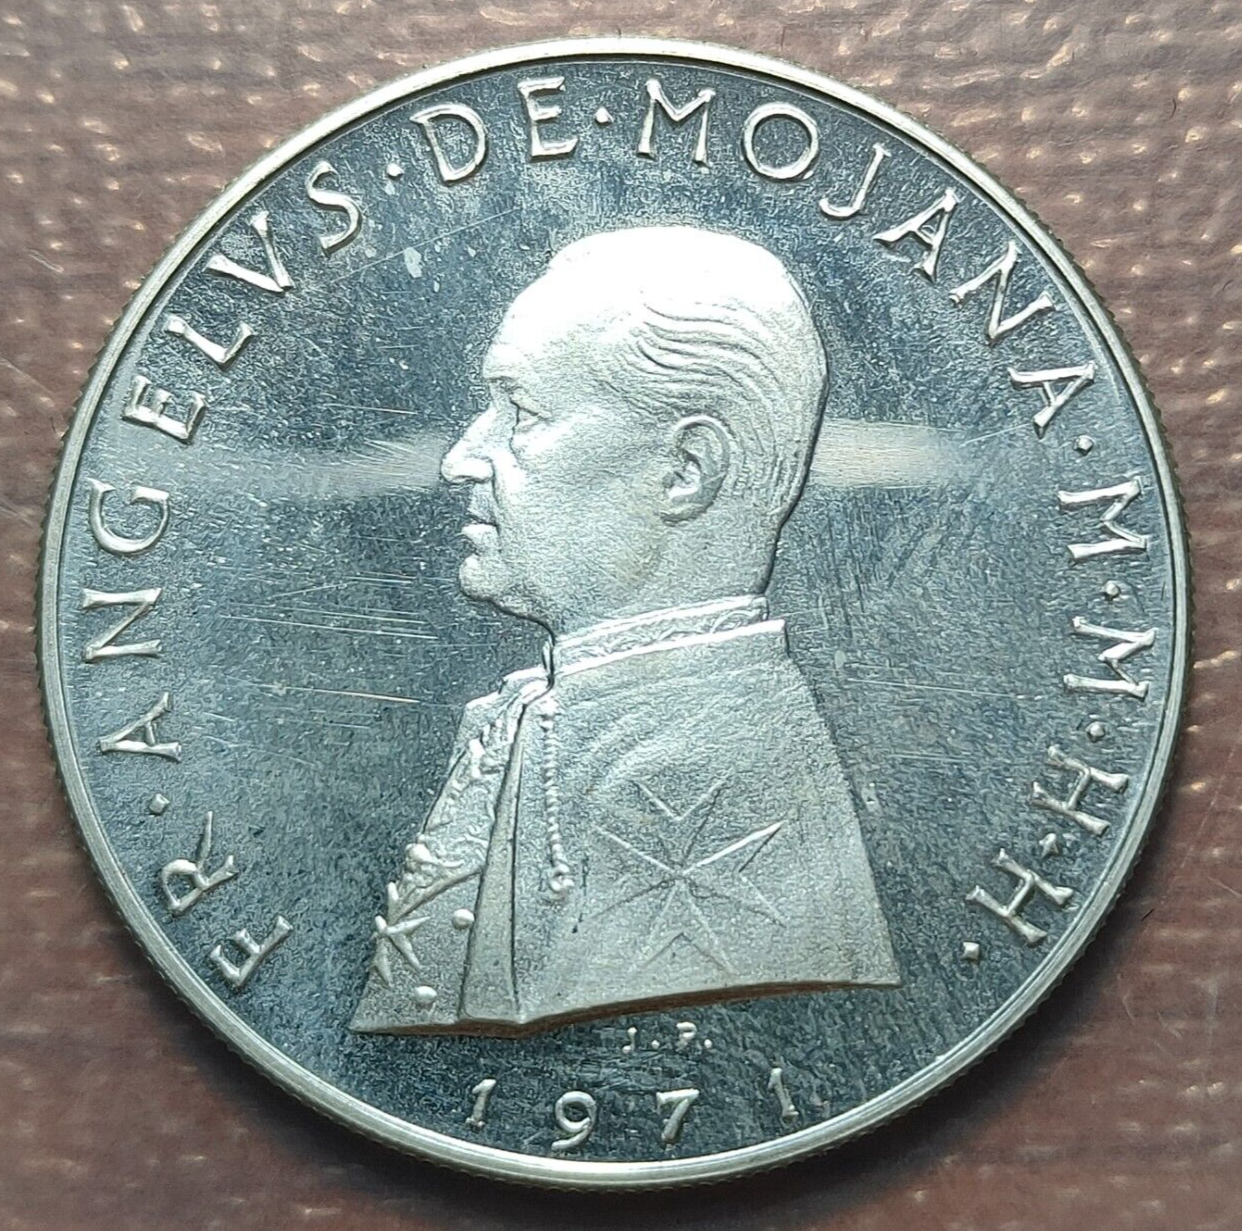 FR · ANGELVS · DE · MOJANA · M · M · H · H ·
J. P.
1971